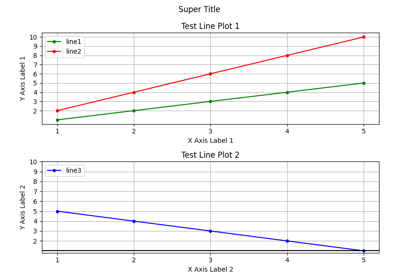 Super Title
Test Line Plot 1
10
9
8
7
6
5
4
3
2
line1
line2
Y Axis Label 1
1 2 3 4 5
X Axis Label 1
Test Line Plot 2
10
9
8
7
6
5
4
3
2
line3
Y Axis Label 2
1 2 3 4 5
X Axis Label 2